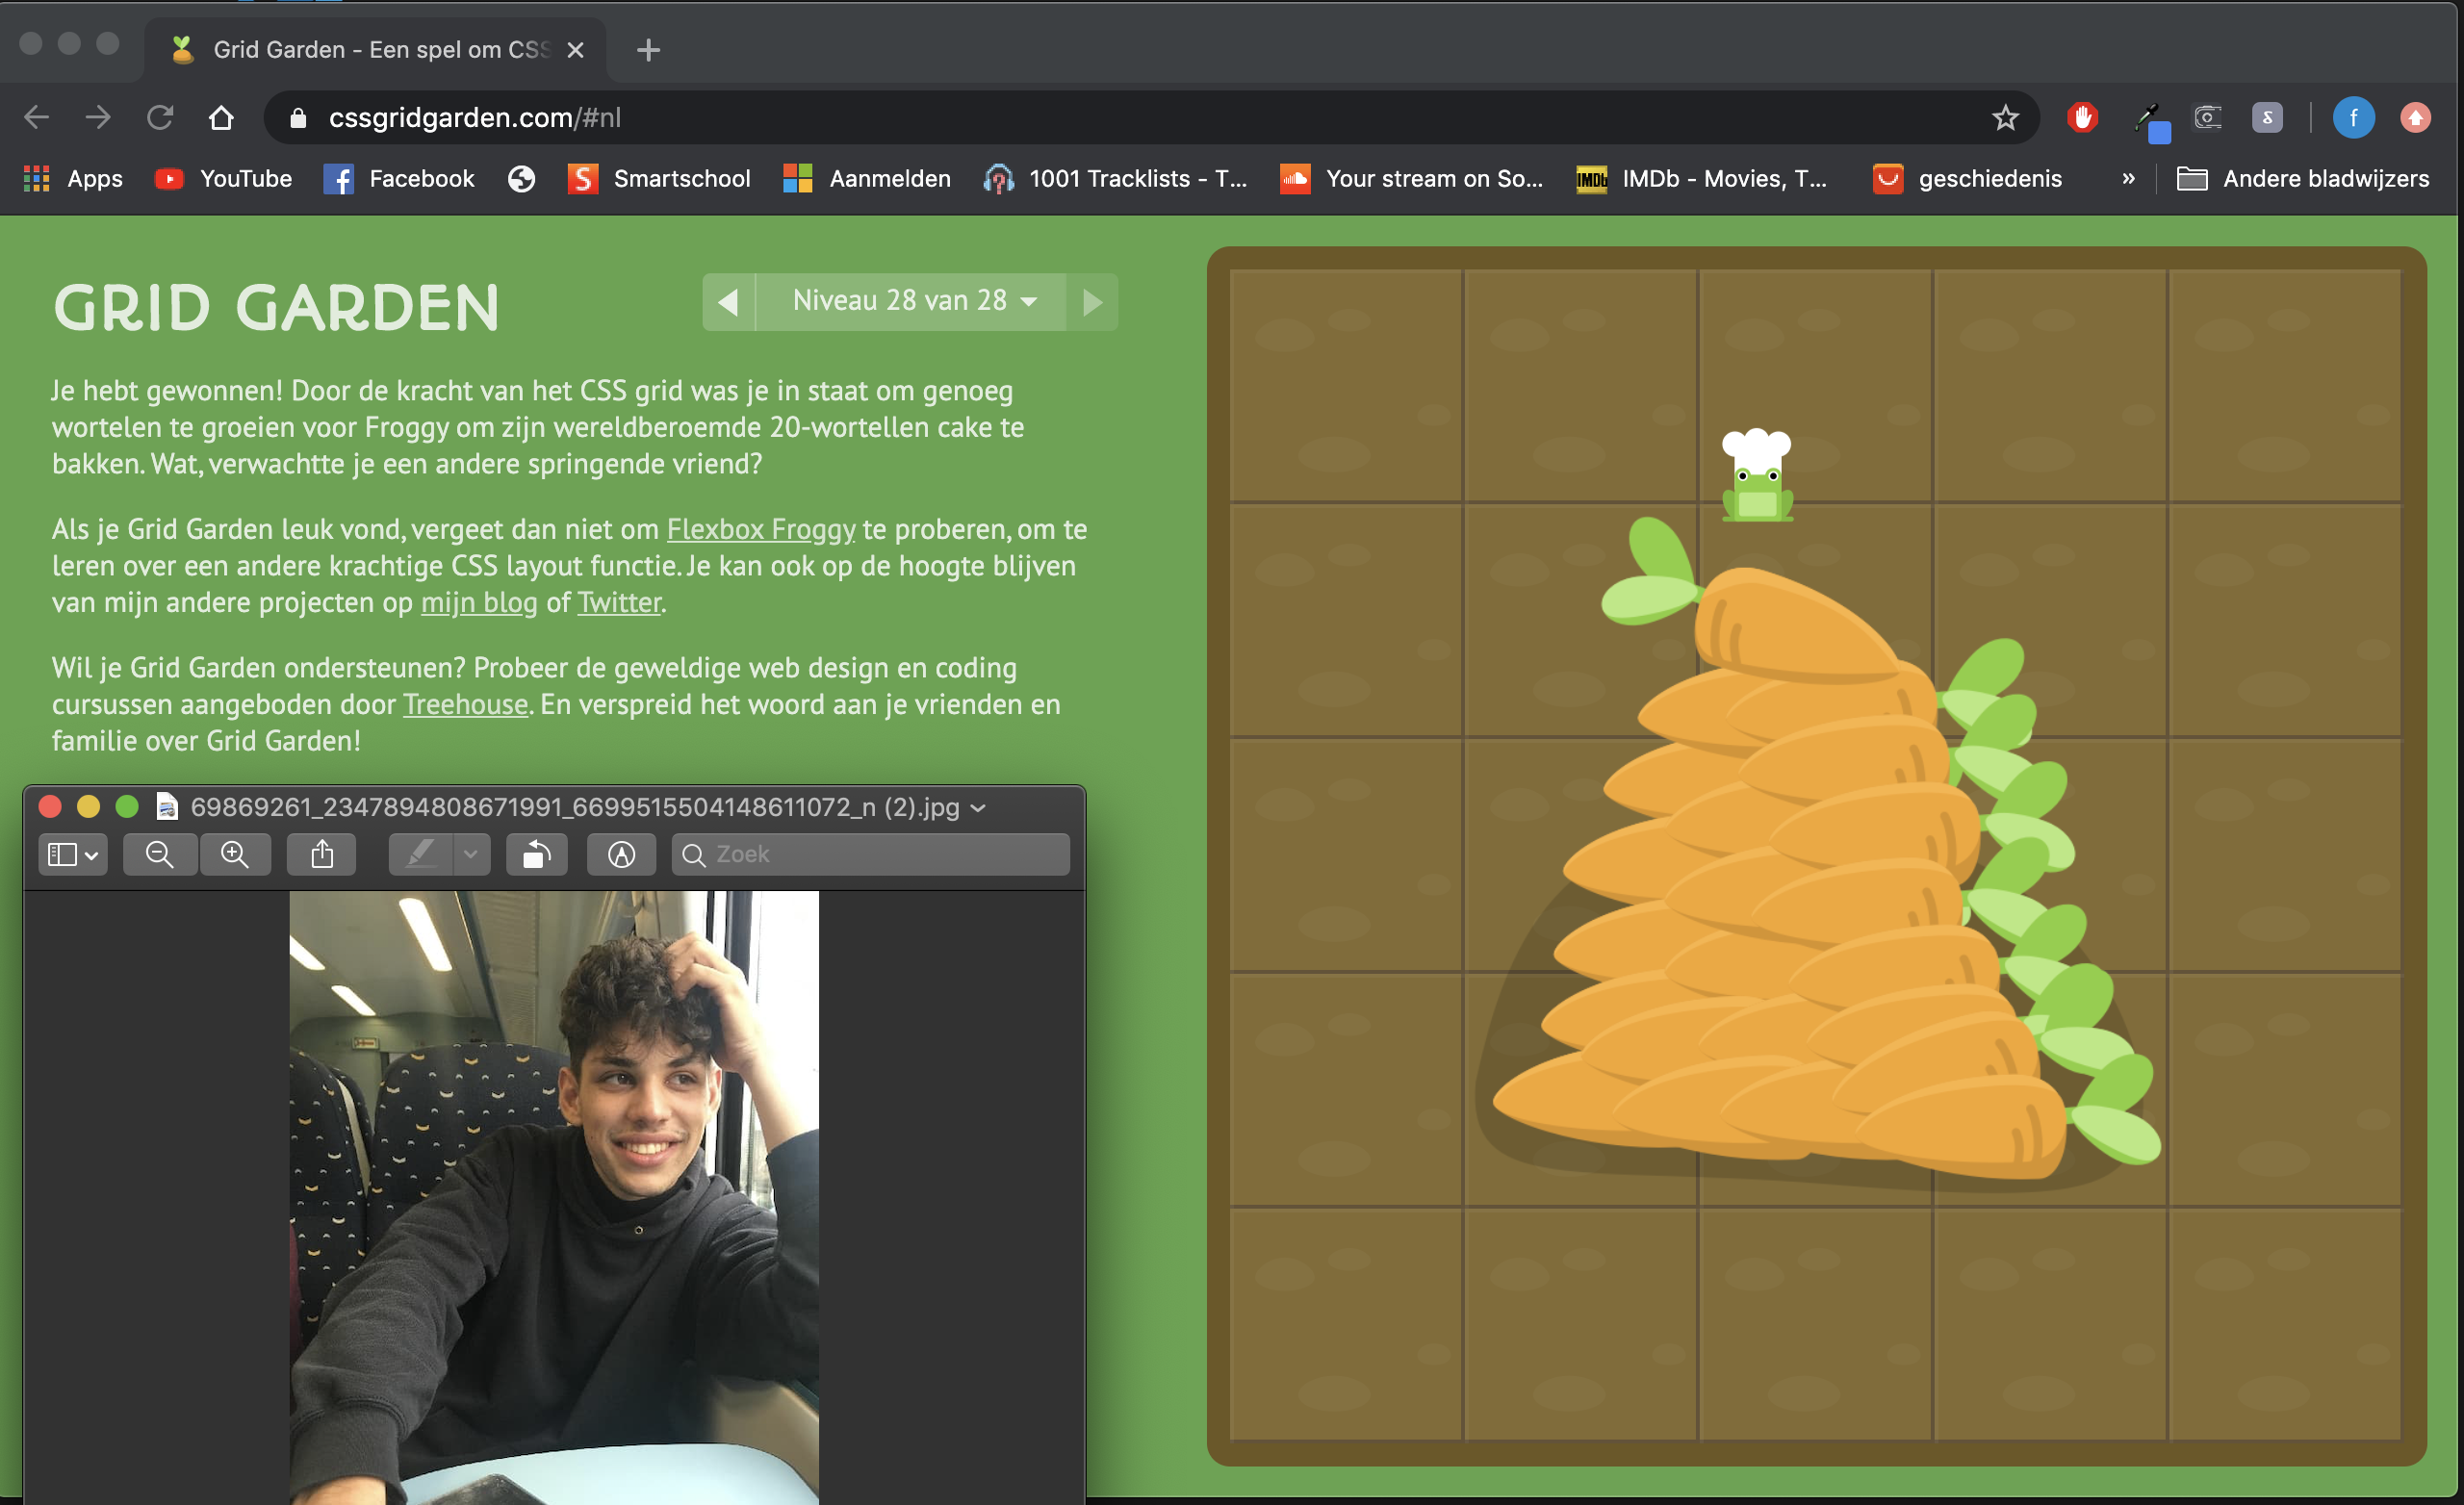 Grid Garden - Een spel om CSS
cssgridgarden.com/#nl
f
Apps
YouTube
Facebook
Smartschool
Aanmelden
1001 Tracklists - T...
Your stream on So...
IMDb
IMDb - Movies, T...
geschiedenis
»
Andere bladwijzers
GRID GARDEN
Niveau 28 van 28
Je hebt gewonnen! Door de kracht van het CSS grid was je in staat om genoeg
wortelen te groeien voor Froggy om zijn wereldberoemde 20-wortellen cake te
bakken. Wat, verwachtte je een andere springende vriend?
Als je Grid Garden leuk vond, vergeet dan niet om Flexbox Froggy te proberen, om te
leren over een andere krachtige CSS layout functie. Je kan ook op de hoogte blijven
van mijn andere projecten op mijn blog of Twitter.
Wil je Grid Garden ondersteunen? Probeer de geweldige web design en coding
cursussen aangeboden door Treehouse. En verspreid het woord aan je vrienden en
familie over Grid Garden!
69869261_2347894808671991_6699515504148611072_n (2).jpg
Zoek